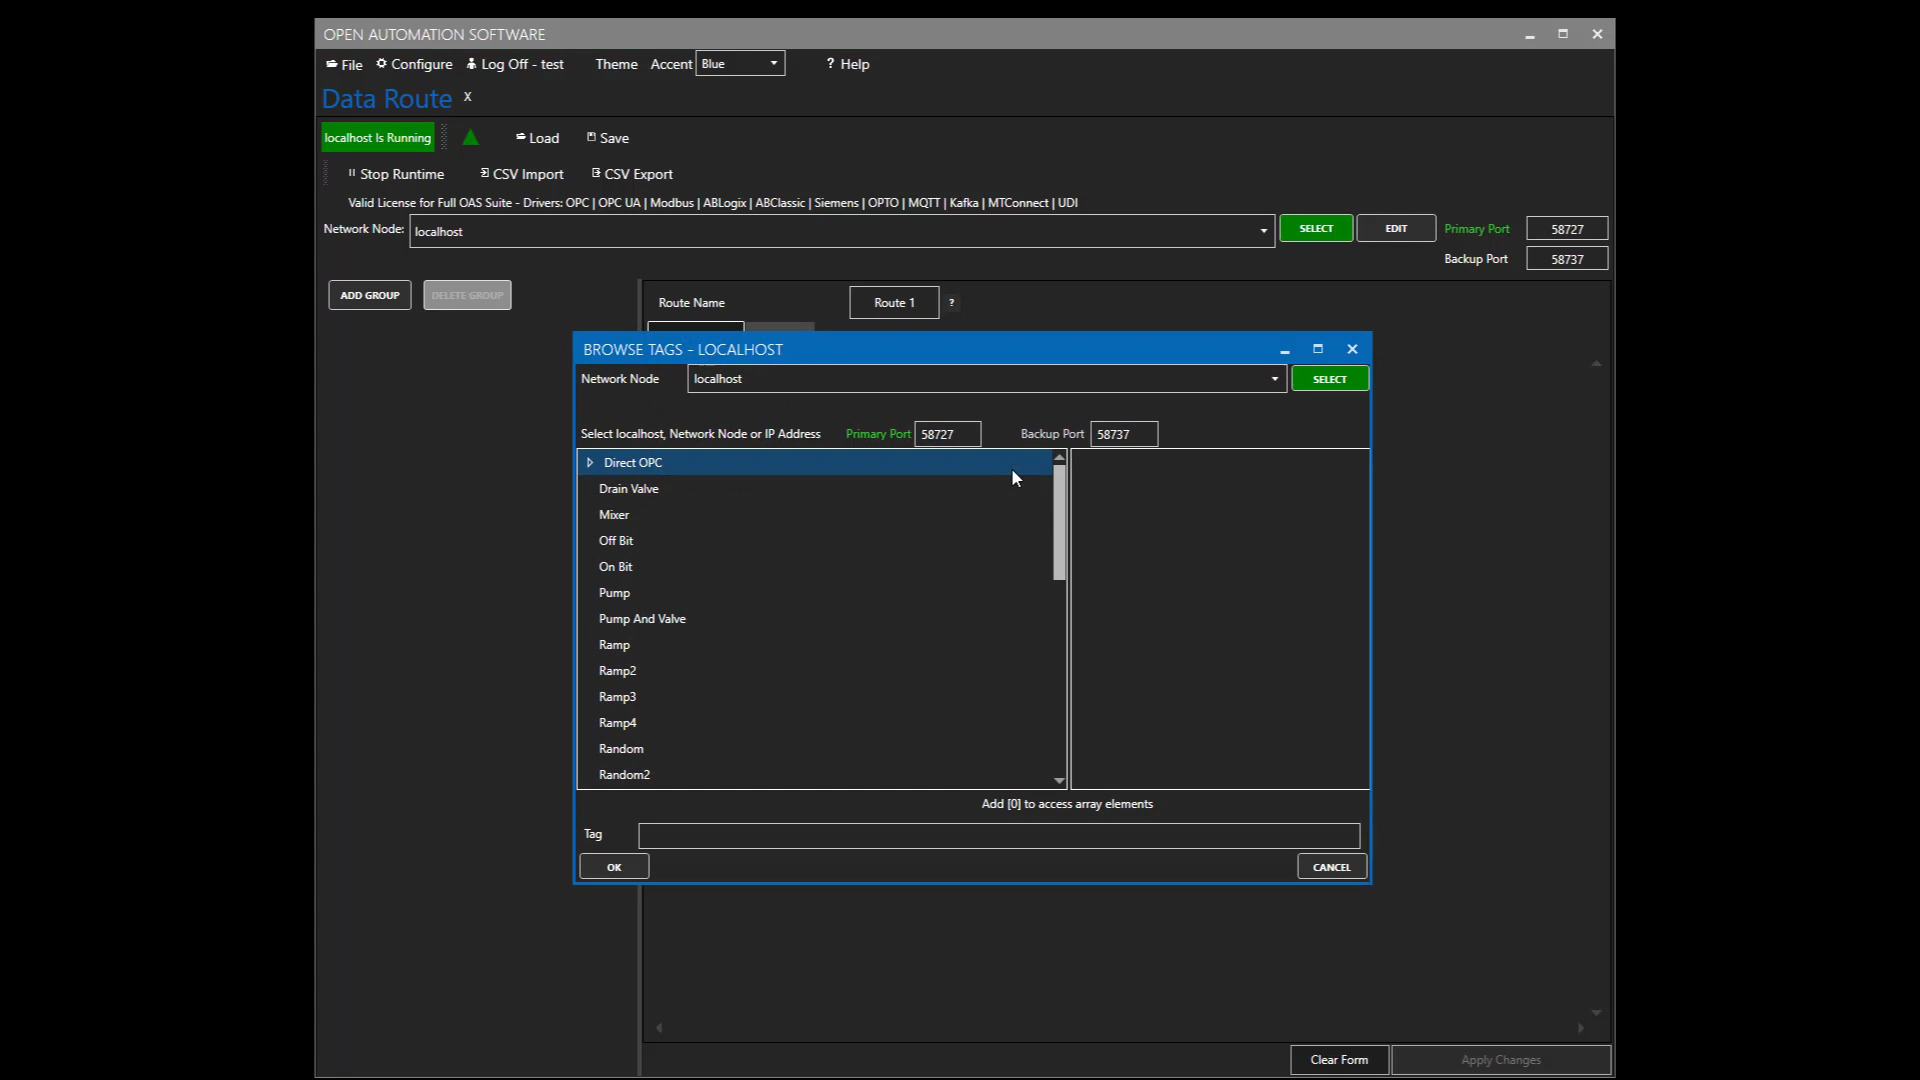 OPEN AUTOMATION SOFTWARE
File Configure Log Off - test Theme Accent Blue ? Help
Data Route X
localhost Is Running Load Save
Stop Runtime CSV Import CSV Export
Valid License for Full OAS Suite - Drivers: OPC | OPC UA | Modbus | ABLogix | ABClassic | Siemens | OPTO | MQTT | Kafka | MTConnect | UDI
Network Node: localhost SELECT EDIT Primary Port 58727
Backup Port 58737
ADD GROUP DELETE GROUP
Route Name Route 1 ?
BROWSE TAGS - LOCALHOST
Network Node localhost SELECT
Select localhost, Network Node or IP Address Primary Port 58727 Backup Port 58737
Direct OPC
Drain Valve
Mixer
Off Bit
On Bit
Pump
Pump And Valve
Ramp
Ramp2
Ramp3
Ramp4
Random
Random2
Add [0] to access array elements
Tag
OK CANCEL
Clear Form Apply Changes